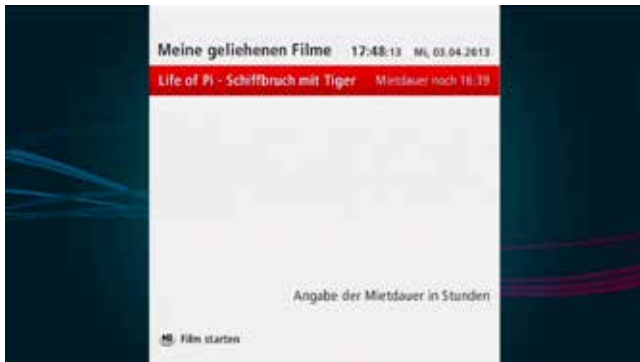 Meine geliehenen Filme 17:48:13 Mi, 03.04.2013
Life of Pi - Schiffbruch mit Tiger Mietdauer noch 16:39
Angabe der Mietdauer in Stunden
Film starten